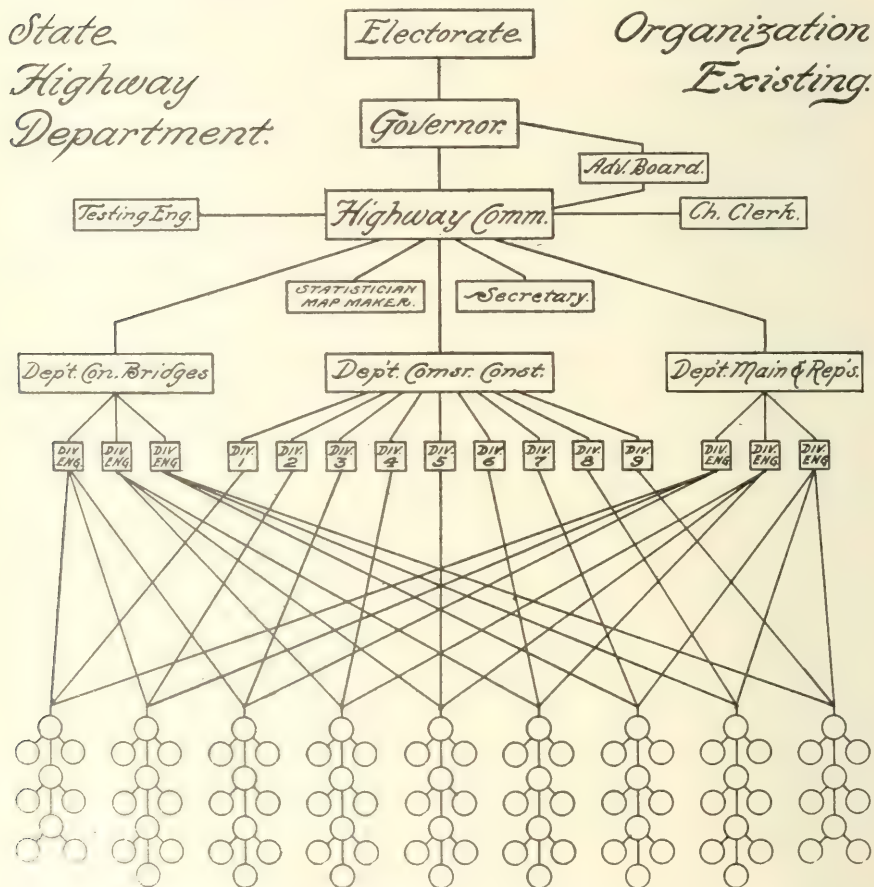 State
Highway
Department.
Organization
Existing.
Electorate
Governor.
Adv. Board.
Testing Eng.
Highway Comm.
Ch. Clerk.
STATISTICIAN
MAP MAKER.
Secretary.
Dep't. Con. Bridges
Dep't. Comsr. Const.
Dep't. Main & Rep's.
DIV ENG.
DIV ENG
DIV ENG
DIV. 1
DIV. 2
DIV. 3
DIV. 4
DIV. 5
DIV. 6
DIV. 7
DIV. 8
DIV. 9
DIV. ENG
DIV. ENG
DIV. ENG